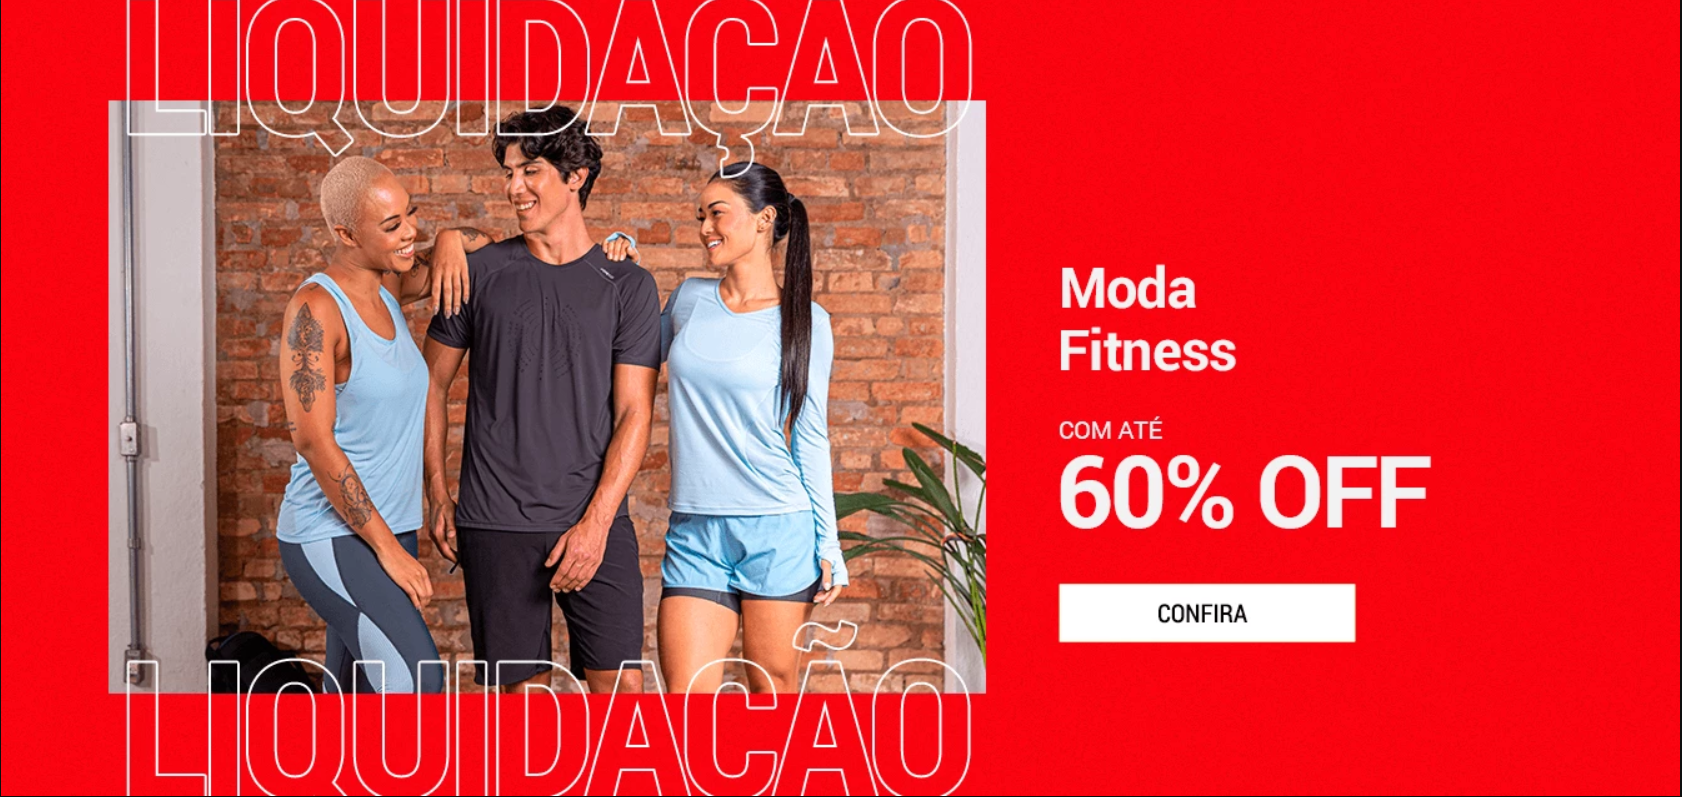 LIQUIDAÇÃO
Moda
Fitness
COM ATÉ
60% OFF
CONFIRA
LIQUIDAÇÃO